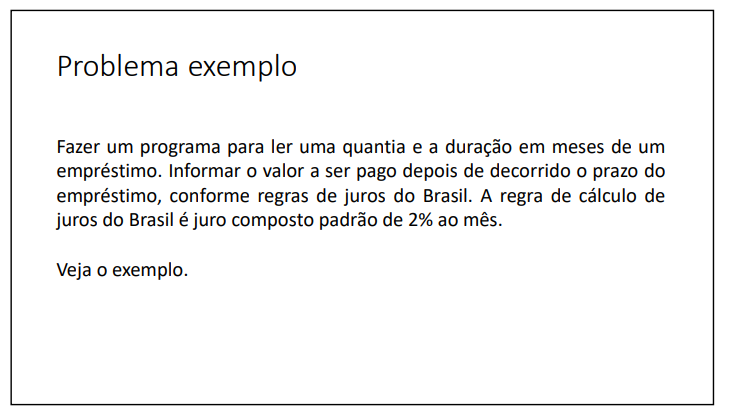 Problema exemplo
Fazer um programa para ler uma quantia e a duração em meses de um
empréstimo. Informar o valor a ser pago depois de decorrido o prazo do
empréstimo, conforme regras de juros do Brasil. A regra de cálculo de
juros do Brasil é juro composto padrão de 2% ao mês.
Veja o exemplo.